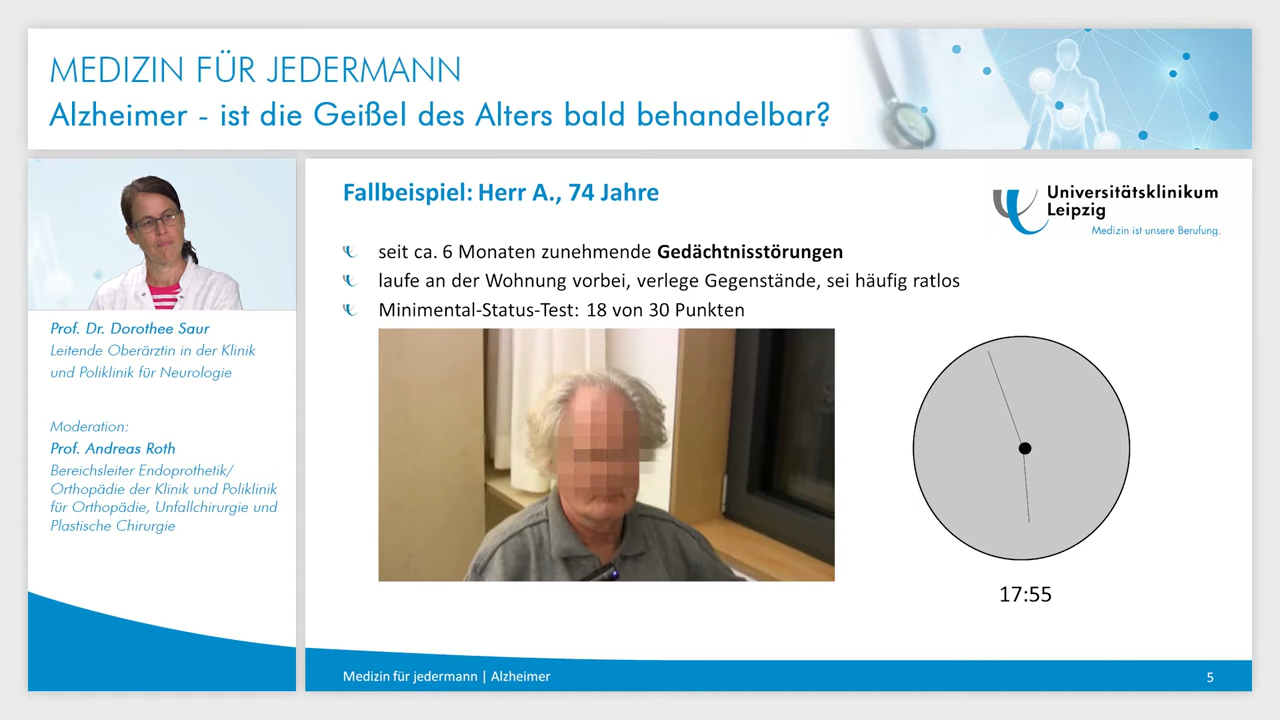 MEDIZIN FÜR JEDERMANN
Alzheimer - ist die Geißel des Alters bald behandelbar?
Prof. Dr. Dorothee Saur
Leitende Oberärztin in der Klinik
und Poliklinik für Neurologie
Moderation:
Prof. Andreas Roth
Bereichsleiter Endoprothetik/
Orthopädie der Klinik und Poliklinik
für Orthopädie, Unfallchirurgie und
Plastische Chirurgie
Fallbeispiel: Herr A., 74 Jahre
Universitätsklinikum
Leipzig
Medizin ist unsere Berufung.
seit ca. 6 Monaten zunehmende Gedächtnisstörungen
laufe an der Wohnung vorbei, verlege Gegenstände, sei häufig ratlos
Minimental-Status-Test: 18 von 30 Punkten
17:55
Medizin für jedermann | Alzheimer
5